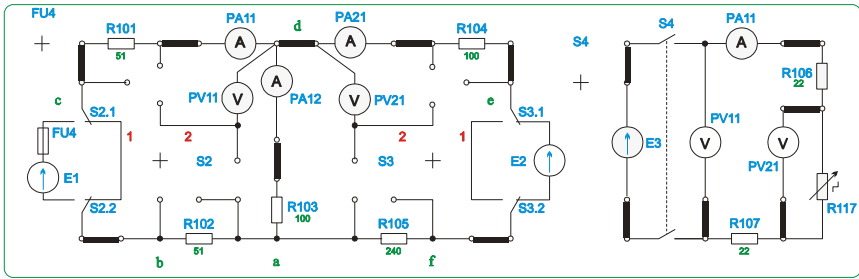 FU4
PA11
PA21
d
R101
51
A
A
R104
100
S4
PA11
A
A
PA12
R106
22
c
PV11
V
V
PV21
e
S2.1
S3.1
FU4
1
2
2
1
S2
S3
E1
E2
E3
PV11
V
V
PV21
S2.2
R103
100
S3.2
R117
R102
51
R105
240
R107
22
b
a
f